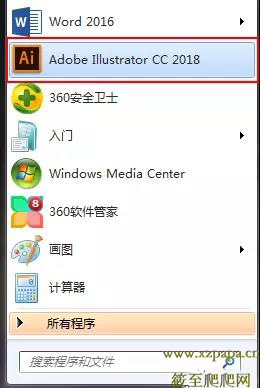 Word 2016
Ai
Adobe Illustrator CC 2018
360安全卫士
入门
Windows Media Center
8
360软件管家
画图
计算器
所有程序
搜索程序和文件
www.xzpapa.cn
筱至爬爬网